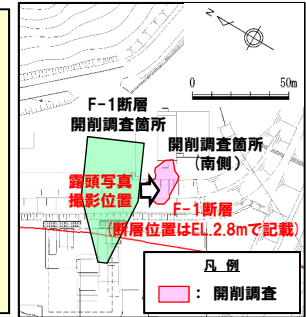 N
0
50m
F-1断層
開削調査箇所
開削調査箇所
（南側）
露頭写真
撮影位置
F-1断層
(断層位置はEL.2.8mで記載)
凡 例
： 開削調査